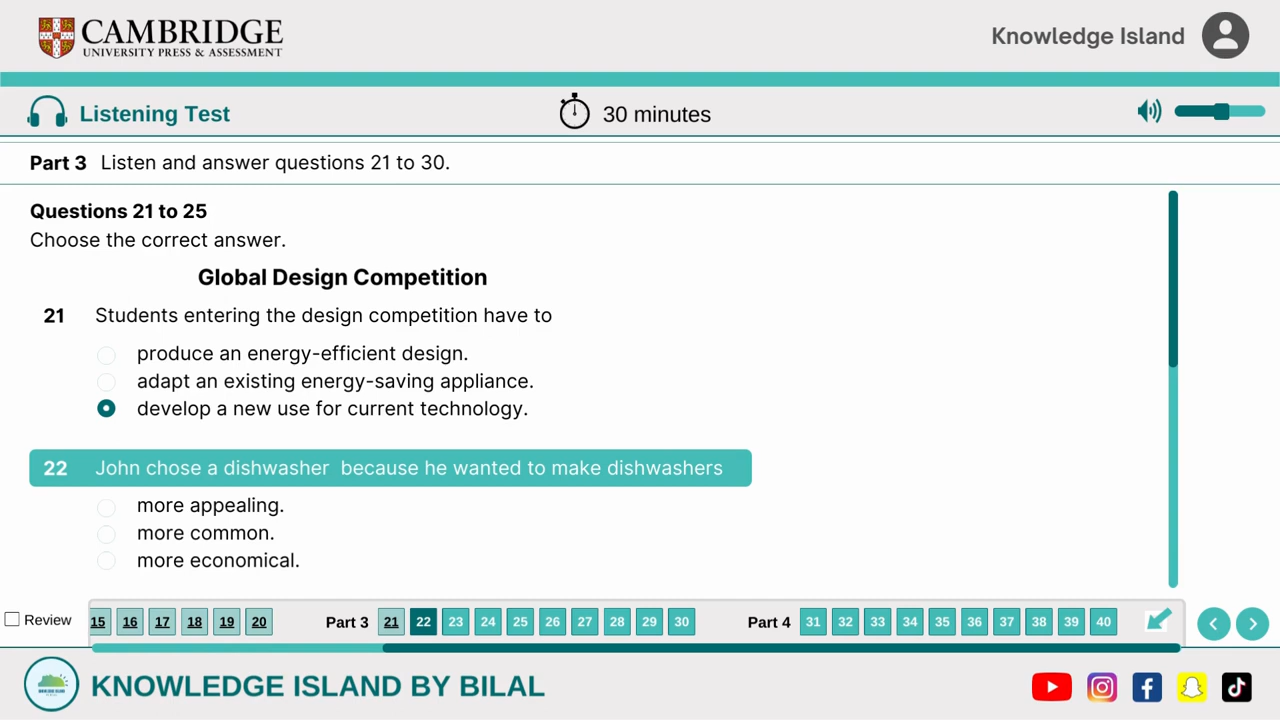 CAMBRIDGE
UNIVERSITY PRESS & ASSESSMENT
Knowledge Island
Listening Test
30 minutes
Part 3 Listen and answer questions 21 to 30.
Questions 21 to 25
Choose the correct answer.
Global Design Competition
21 Students entering the design competition have to
produce an energy-efficient design.
adapt an existing energy-saving appliance.
develop a new use for current technology.
22 John chose a dishwasher because he wanted to make dishwashers
more appealing.
more common.
more economical.
Review 15 16 17 18 19 20 Part 3 21 22 23 24 25 26 27 28 29 30 Part 4 31 32 33 34 35 36 37 38 39 40
KNOWLEDGE ISLAND BY BILAL